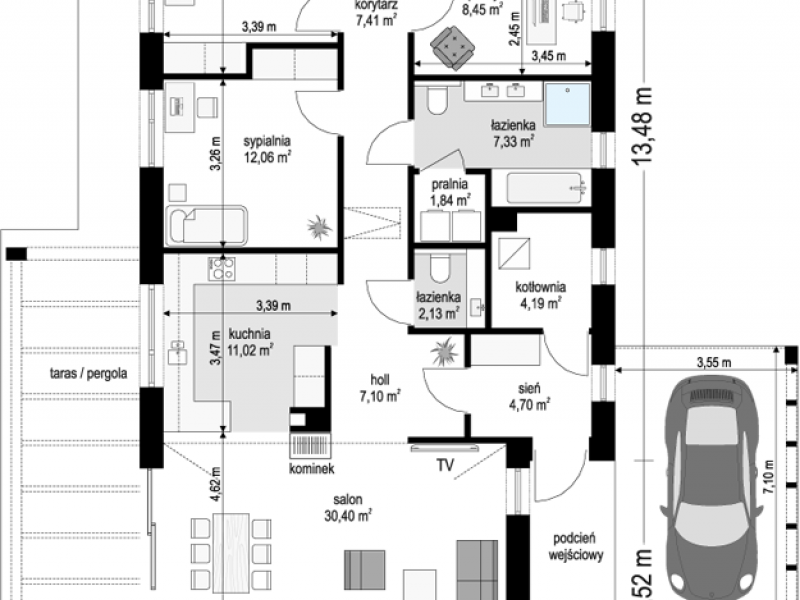 korytarz
7,41 m²
8,45 m²
3,39 m
2,45 m
3,45 m
13,48 m
łazienka
7,33 m²
sypialnia
12,06 m²
3,26 m
pralnia
1,84 m²
kotłownia
4,19 m²
łazienka
2,13 m²
3,39 m
kuchnia
11,02 m²
3,47 m
taras / pergola
holl
7,10 m²
sień
4,70 m²
3,55 m
7,10 m
kominek
TV
4,62 m
salon
30,40 m²
podcień
wejściowy
52 m